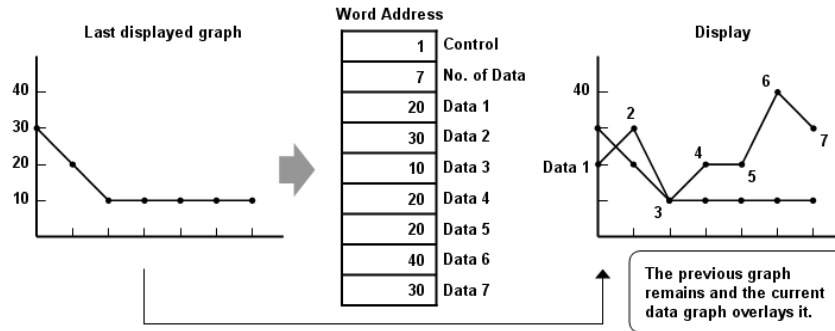 Last displayed graph
40
30
20
10
Word Address
1 Control
7 No. of Data
20 Data 1
30 Data 2
10 Data 3
20 Data 4
20 Data 5
40 Data 6
30 Data 7
Display
40
Data 1
2
3
4
5
6
7
The previous graph
remains and the current
data graph overlays it.